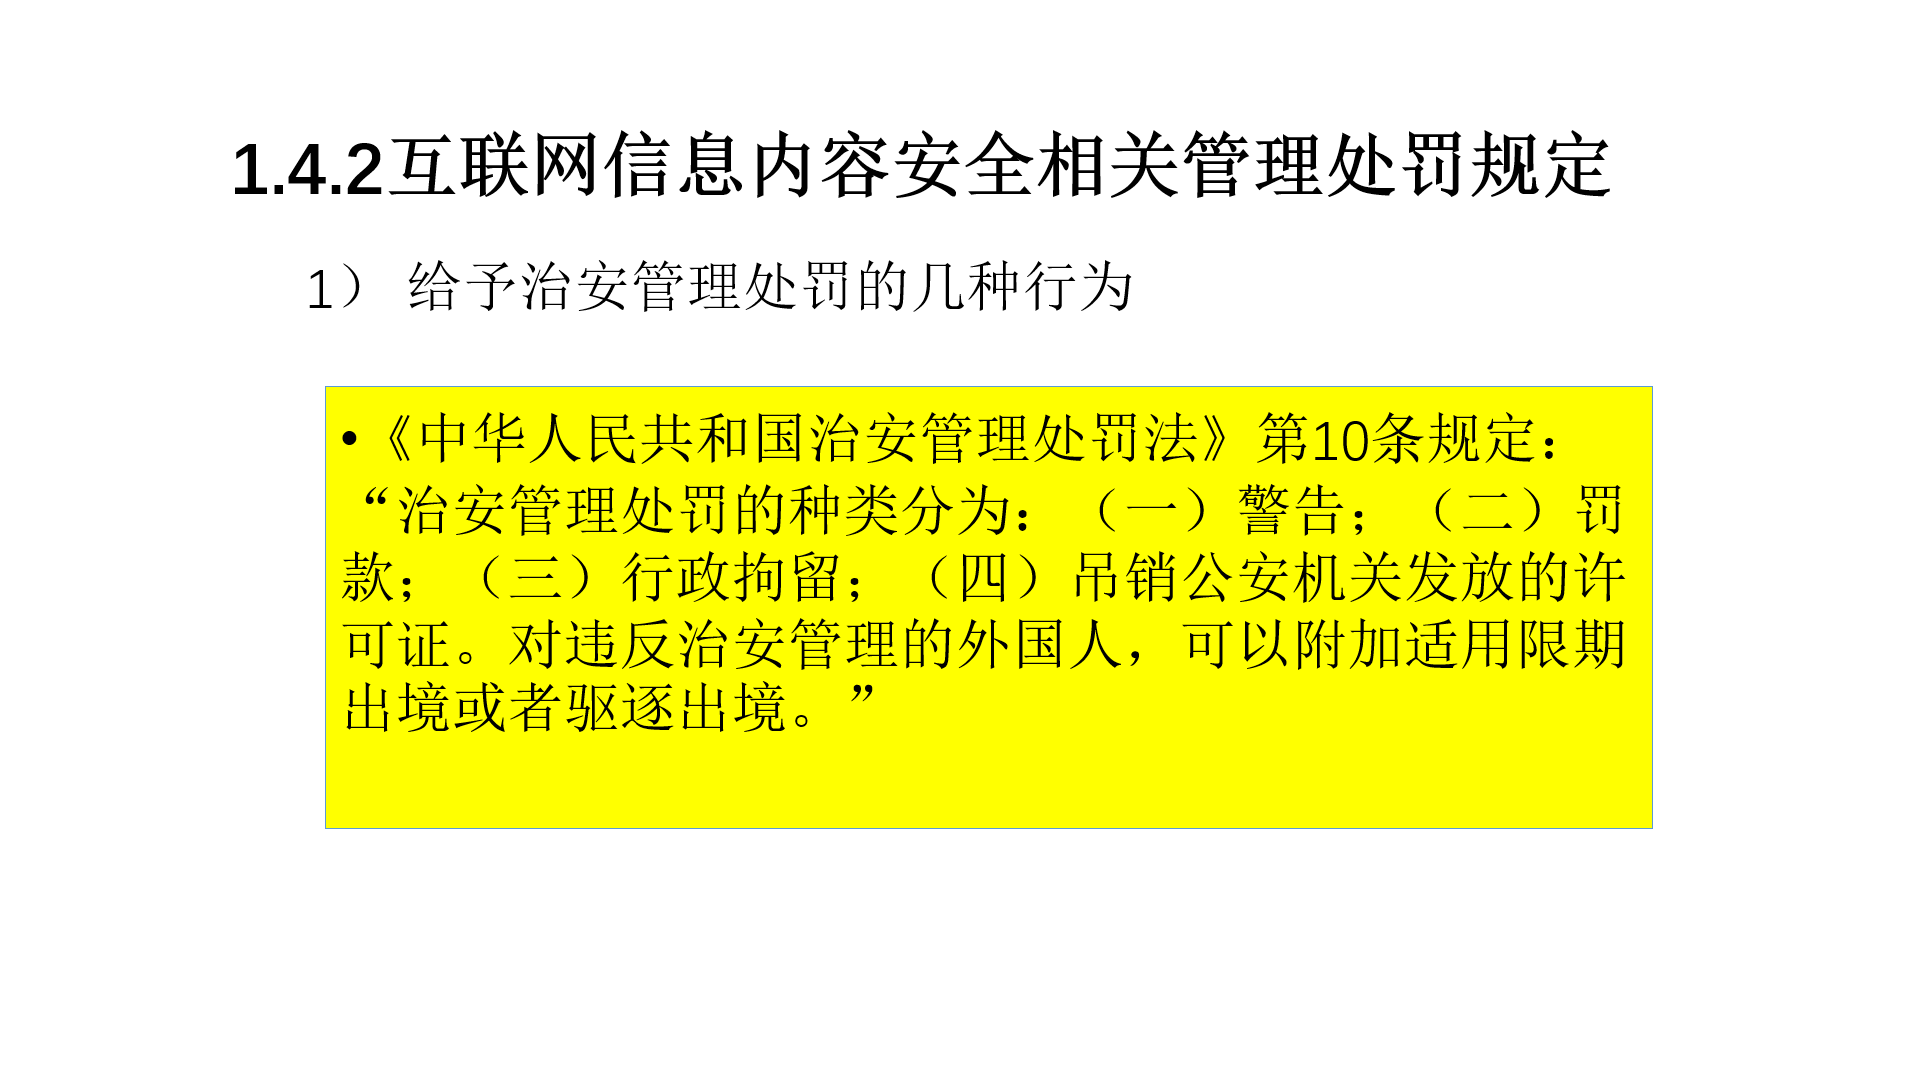 1.4.2互联网信息内容安全相关管理处罚规定
1） 给予治安管理处罚的几种行为
•《中华人民共和国治安管理处罚法》第10条规定：
“治安管理处罚的种类分为：（一）警告；（二）罚
款；（三）行政拘留；（四）吊销公安机关发放的许
可证。对违反治安管理的外国人，可以附加适用限期
出境或者驱逐出境。”